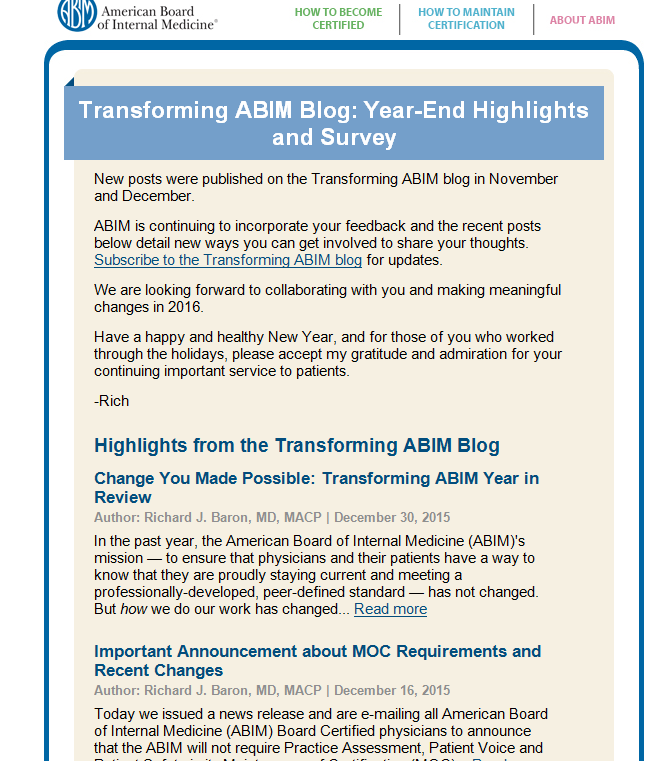 ABIM
American Board
of Internal Medicine®
HOW TO BECOME
CERTIFIED
HOW TO MAINTAIN
CERTIFICATION
ABOUT ABIM
Transforming ABIM Blog: Year-End Highlights
and Survey
New posts were published on the Transforming ABIM blog in November
and December.
ABIM is continuing to incorporate your feedback and the recent posts
below detail new ways you can get involved to share your thoughts.
Subscribe to the Transforming ABIM blog for updates.
We are looking forward to collaborating with you and making meaningful
changes in 2016.
Have a happy and healthy New Year, and for those of you who worked
through the holidays, please accept my gratitude and admiration for your
continuing important service to patients.
-Rich
Highlights from the Transforming ABIM Blog
Change You Made Possible: Transforming ABIM Year in
Review
Author: Richard J. Baron, MD, MACP | December 30, 2015
In the past year, the American Board of Internal Medicine (ABIM)'s
mission — to ensure that physicians and their patients have a way to
know that they are proudly staying current and meeting a
professionally-developed, peer-defined standard — has not changed.
But how we do our work has changed... Read more
Important Announcement about MOC Requirements and
Recent Changes
Author: Richard J. Baron, MD, MACP | December 16, 2015
Today we issued a news release and are e-mailing all American Board
of Internal Medicine (ABIM) Board Certified physicians to announce
that the ABIM will not require Practice Assessment, Patient Voice and